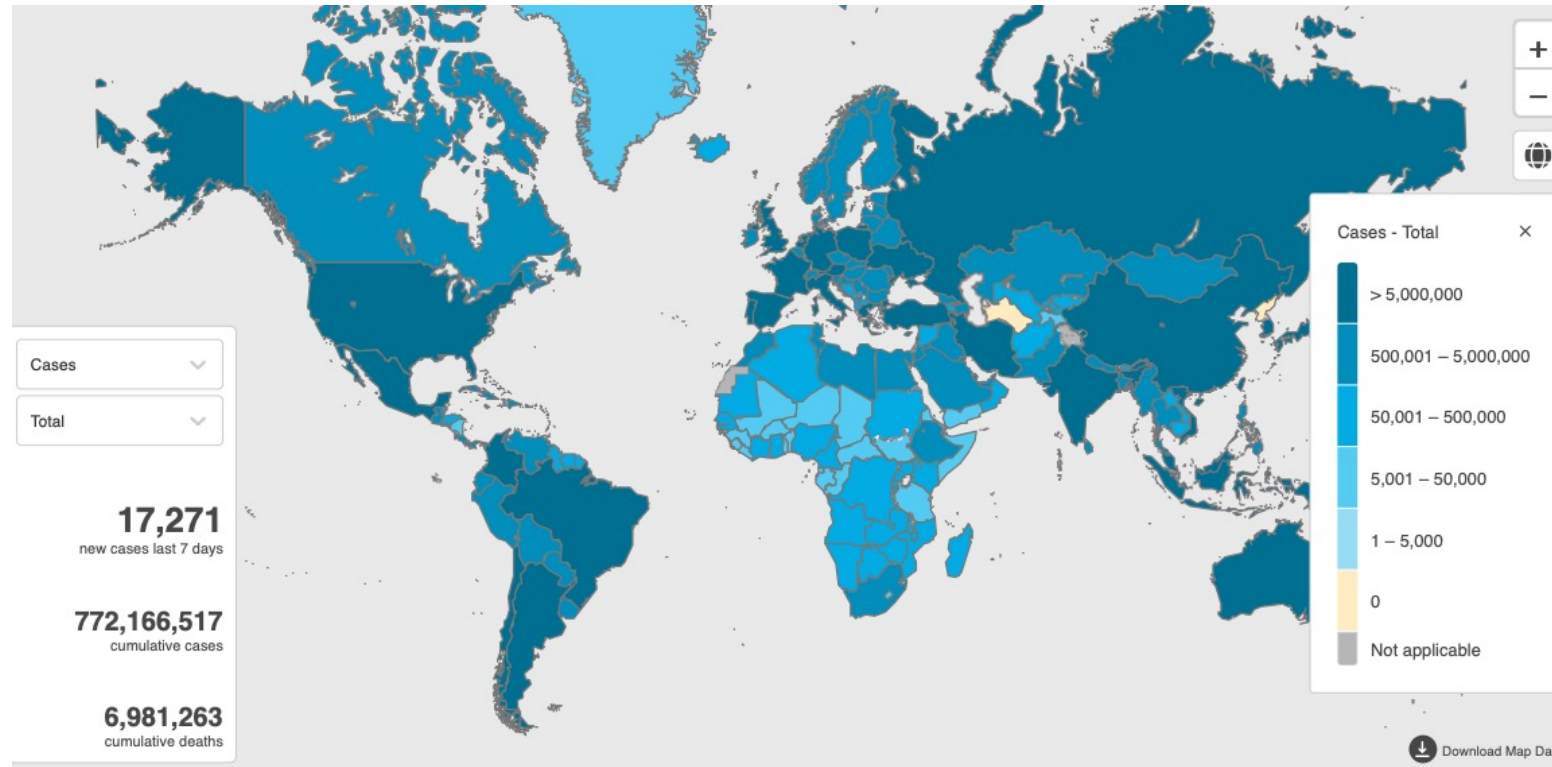 +
−
Cases - Total ×
> 5,000,000
500,001 – 5,000,000
50,001 – 500,000
5,001 – 50,000
1 – 5,000
0
Not applicable
Cases
Total
17,271
new cases last 7 days
772,166,517
cumulative cases
6,981,263
cumulative deaths
Download Map Da